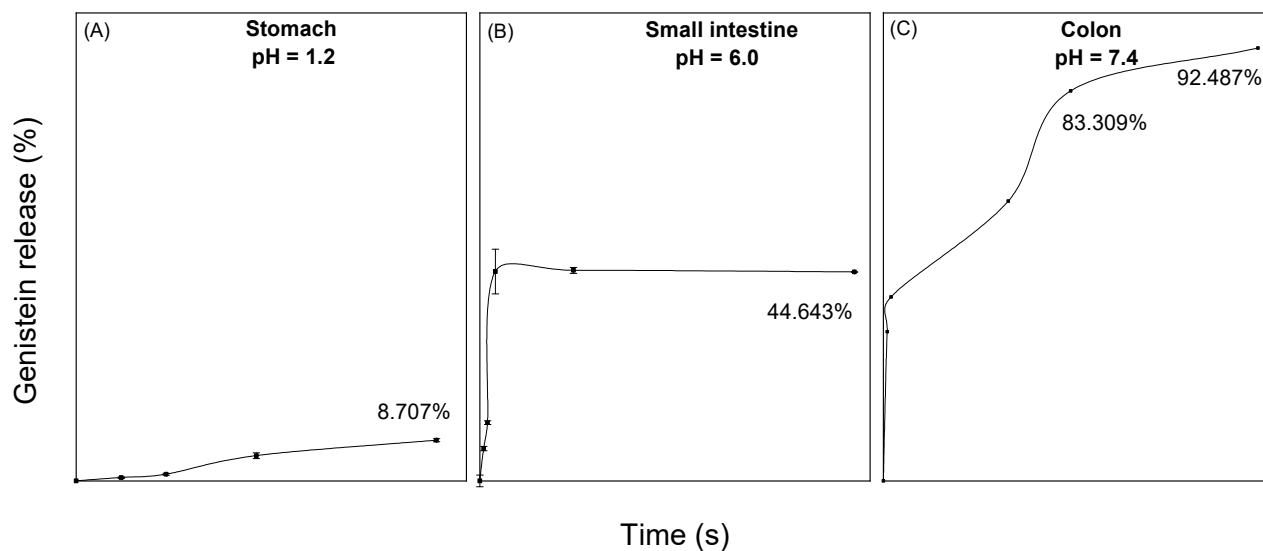 (A)
Stomach
pH = 1.2
8.707%
(B)
Small intestine
pH = 6.0
44.643%
(C)
Colon
pH = 7.4
92.487%
83.309%
Genistein release (%)
Time (s)